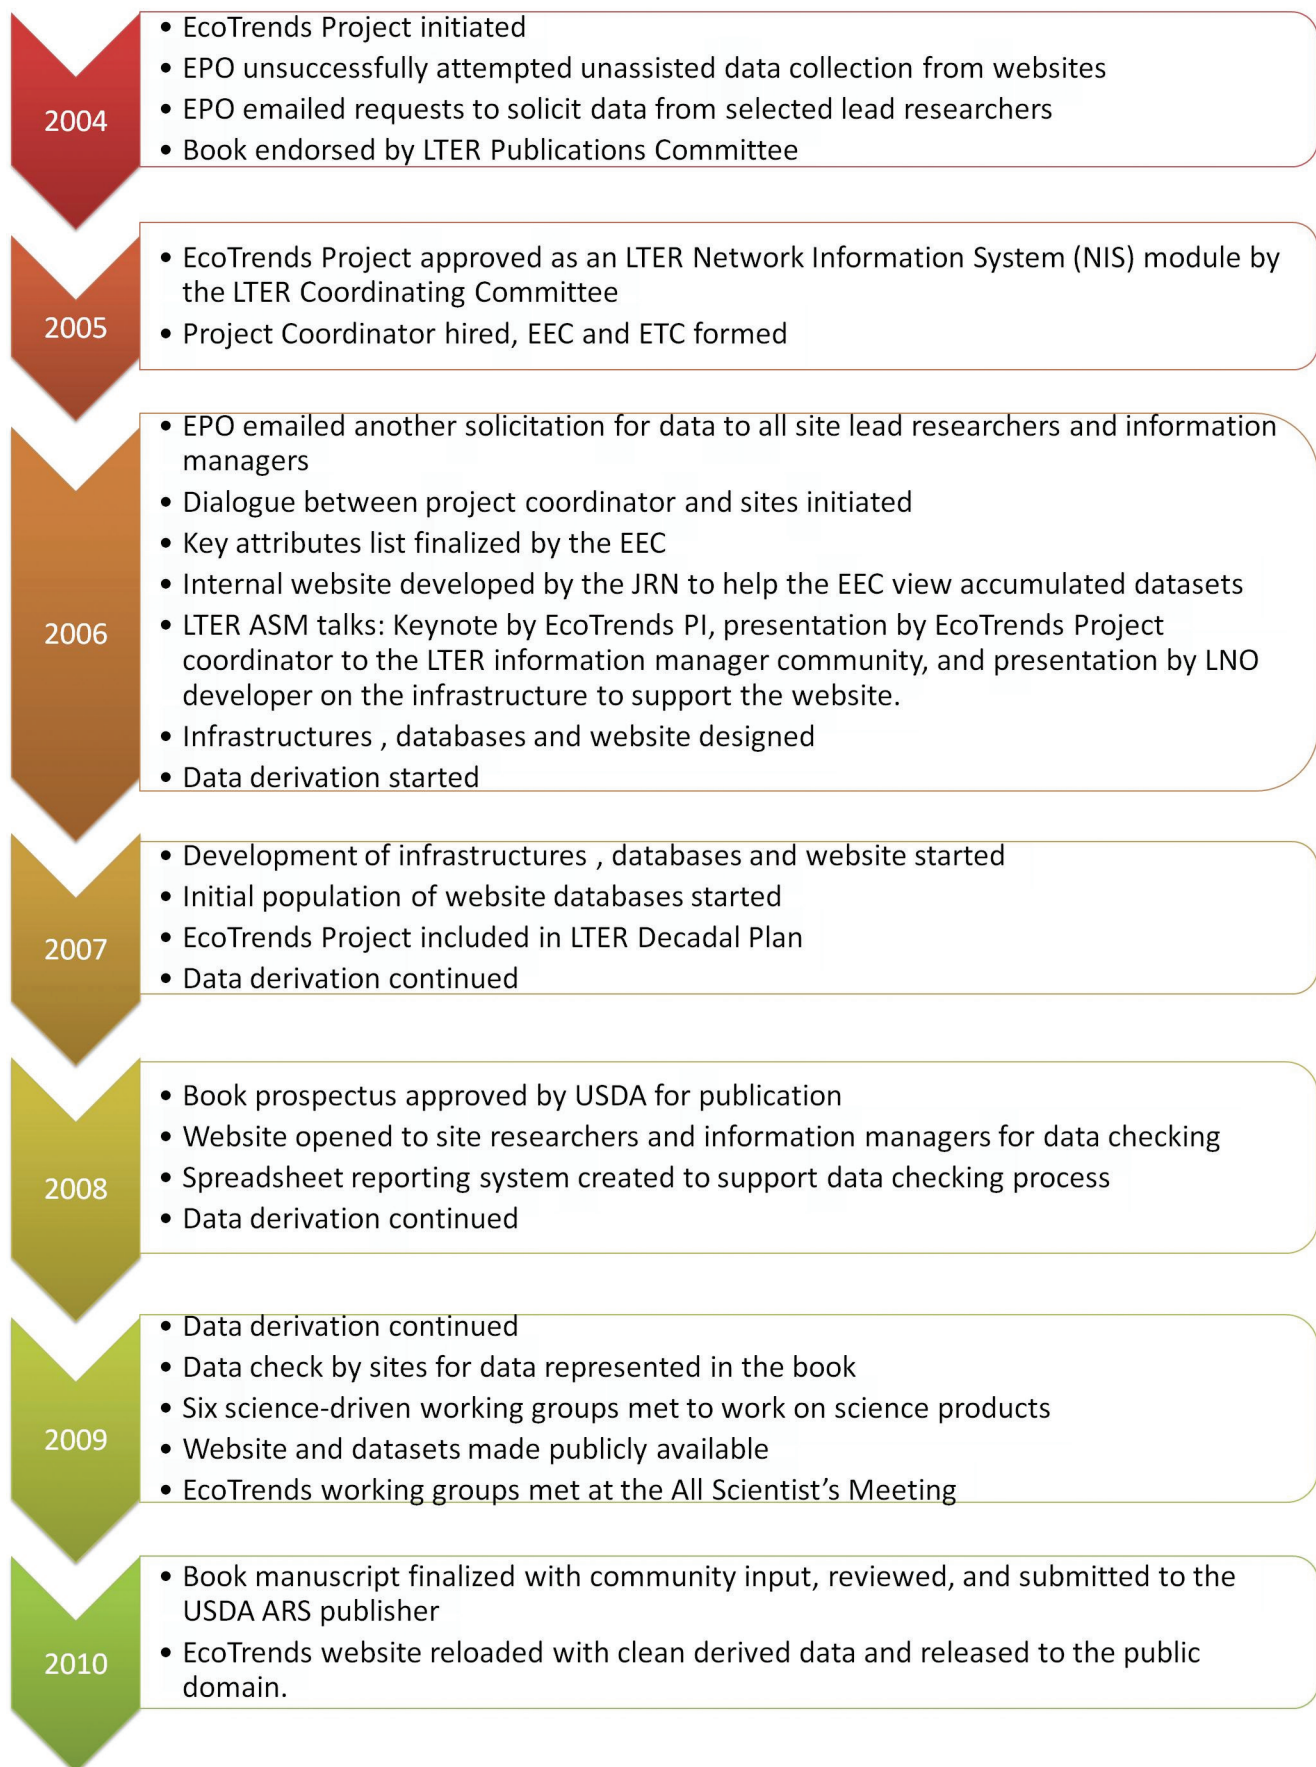 2004
• EcoTrends Project initiated
• EPO unsuccessfully attempted unassisted data collection from websites
• EPO emailed requests to solicit data from selected lead researchers
• Book endorsed by LTER Publications Committee
2005
• EcoTrends Project approved as an LTER Network Information System (NIS) module by
the LTER Coordinating Committee
• Project Coordinator hired, EEC and ETC formed
2006
• EPO emailed another solicitation for data to all site lead researchers and information
managers
• Dialogue between project coordinator and sites initiated
• Key attributes list finalized by the EEC
• Internal website developed by the JRN to help the EEC view accumulated datasets
• LTER ASM talks: Keynote by EcoTrends PI, presentation by EcoTrends Project
coordinator to the LTER information manager community, and presentation by LNO
developer on the infrastructure to support the website.
• Infrastructures , databases and website designed
• Data derivation started
2007
• Development of infrastructures , databases and website started
• Initial population of website databases started
• EcoTrends Project included in LTER Decadal Plan
• Data derivation continued
2008
• Book prospectus approved by USDA for publication
• Website opened to site researchers and information managers for data checking
• Spreadsheet reporting system created to support data checking process
• Data derivation continued
2009
• Data derivation continued
• Data check by sites for data represented in the book
• Six science-driven working groups met to work on science products
• Website and datasets made publicly available
• EcoTrends working groups met at the All Scientist’s Meeting
2010
• Book manuscript finalized with community input, reviewed, and submitted to the
USDA ARS publisher
• EcoTrends website reloaded with clean derived data and released to the public
domain.